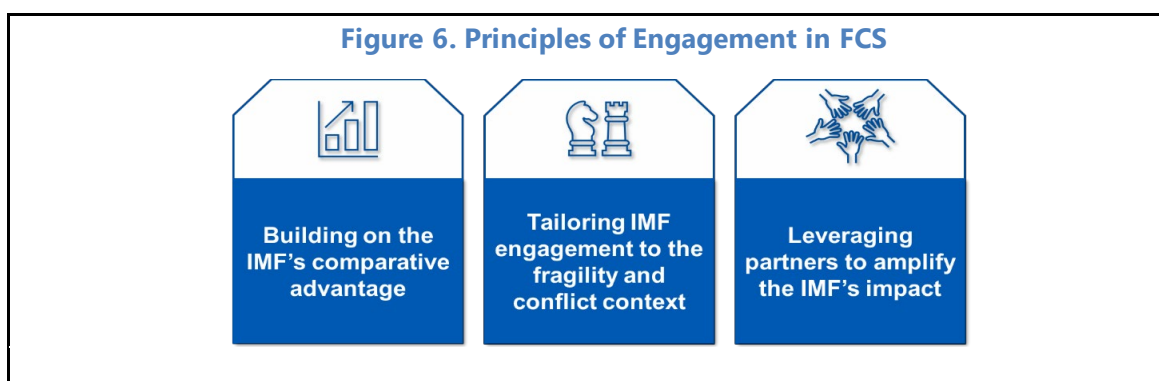 Figure 6. Principles of Engagement in FCS
Building on the
IMF's comparative
advantage
Tailoring IMF
engagement to the
fragility and
conflict context
Leveraging
partners to amplify
the IMF's impact